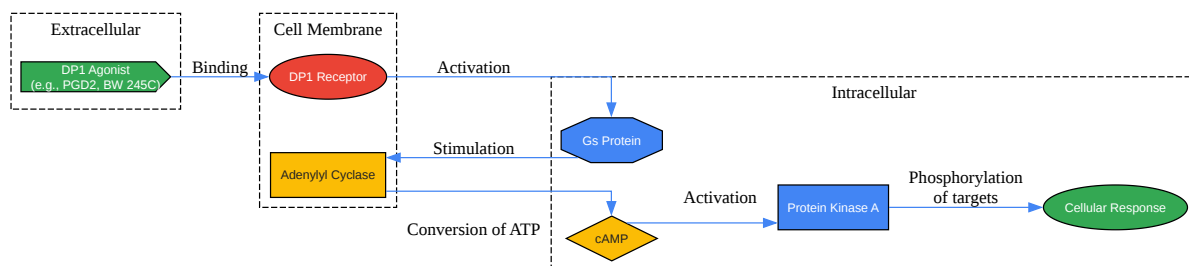 Extracellular
DP1 Agonist
(e.g., PGD2, BW 245C)
Binding
Cell Membrane
DP1 Receptor
Activation
Intracellular
Gs Protein
Stimulation
Adenylyl Cyclase
Conversion of ATP
cAMP
Activation
Protein Kinase A
Phosphorylation
of targets
Cellular Response